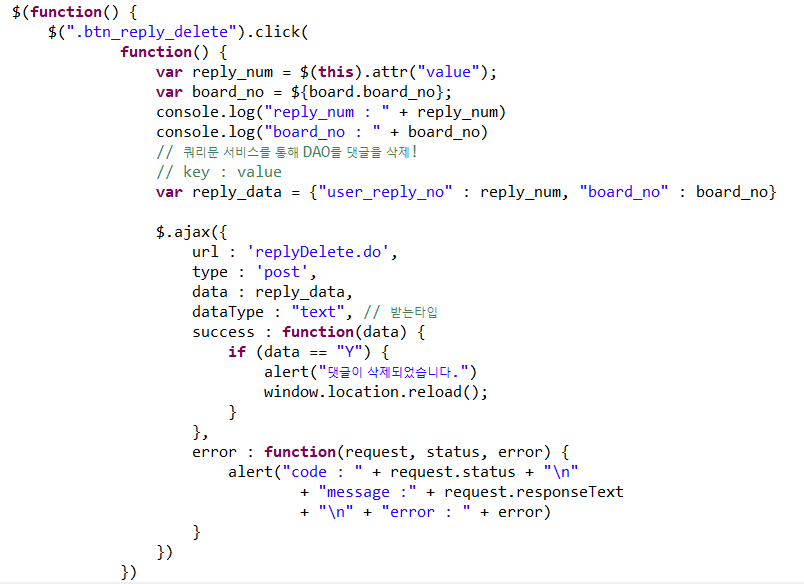 $(function() {
    $(".btn_reply_delete").click(
            function() {
                var reply_num = $(this).attr("value");
                var board_no = ${board.board_no};
                console.log("reply_num : " + reply_num)
                console.log("board_no : " + board_no)
                // 쿼리문 서비스를 통해 DAO를 댓글을 삭제!
                // key : value
                var reply_data = {"user_reply_no" : reply_num, "board_no" : board_no}

                $.ajax({
                    url : 'replyDelete.do',
                    type : 'post',
                    data : reply_data,
                    dataType : "text", // 받는타입
                    success : function(data) {
                        if (data == "Y") {
                            alert("댓글이 삭제되었습니다.")
                            window.location.reload();
                        }
                    },
                    error : function(request, status, error) {
                        alert("code : " + request.status + "\n"
                                + "message :" + request.responseText
                                + "\n" + "error : " + error)
                    }
                })
            })